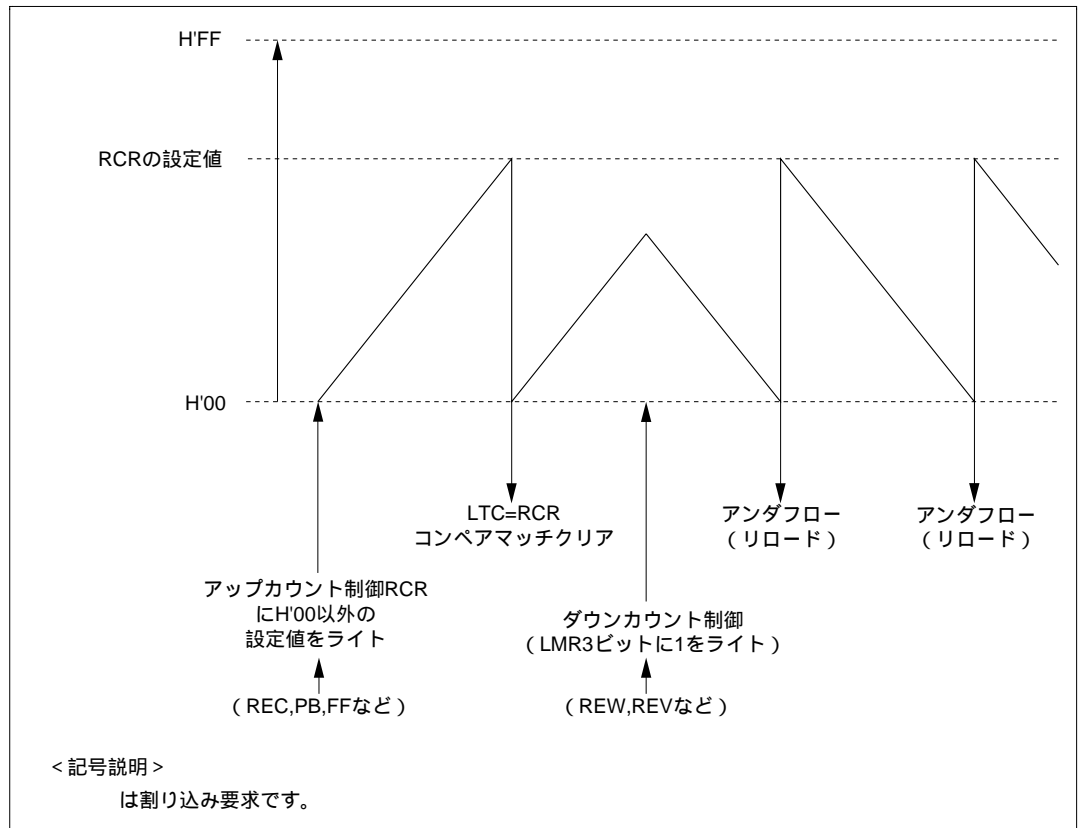 H'FF
RCRの設定値
H'00
LTC=RCR
コンペアマッチクリア
アンダフロー
（リロード）
アンダフロー
（リロード）
アップカウント制御RCR
にH'00以外の
設定値をライト
ダウンカウント制御
（LMR3ビットに1をライト）
（REC,PB,FFなど）
（REW,REVなど）
＜記号説明＞
は割り込み要求です。